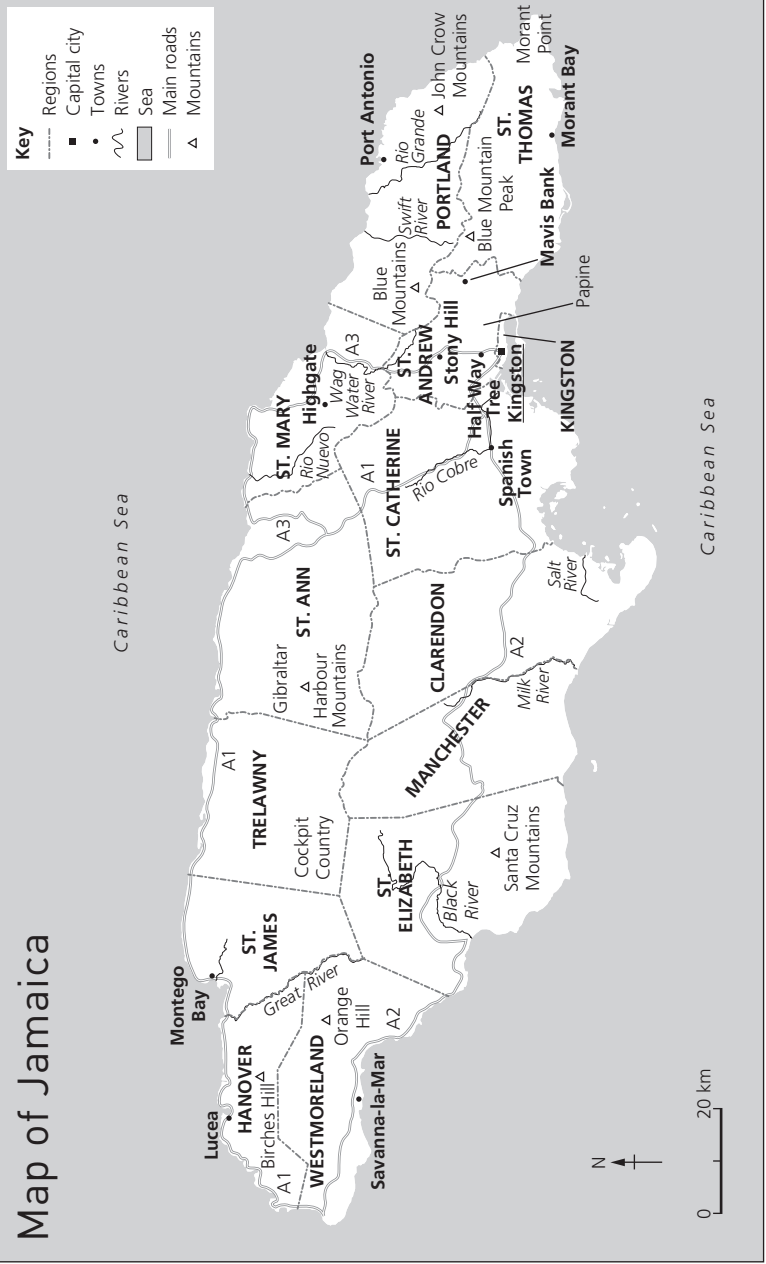 Map of Jamaica
Key
Regions
Capital city
Towns
Rivers
Sea
Main roads
Mountains
Caribbean Sea
Montego
Bay
Lucea
HANOVER
Birches Hill
A1
WESTMORELAND
Savanna-la-Mar
Great River
Orange
Hill
A2
ST.
JAMES
TRELAWNY
A1
Cockpit
Country
ST.
ELIZABETH
Black
River
Santa Cruz
Mountains
MANCHESTER
Gibraltar
Harbour
Mountains
ST. ANN
A3
CLARENDON
A2
Milk
River
Salt
River
ST. MARY
Rio
Nuevo
Highgate
Wag
Water
River
A3
A1
ST. CATHERINE
Rio Cobre
Spanish
Town
ST.
ANDREW
Stony Hill
Half Way
Tree
Kingston
KINGSTON
Papine
Mavis Bank
Blue
Mountains
Swift
River
Port Antonio
Rio
Grande
PORTLAND
John Crow
Mountains
Blue Mountain
Peak
ST.
THOMAS
Morant
Point
Morant Bay
Caribbean Sea
N
0
20 km